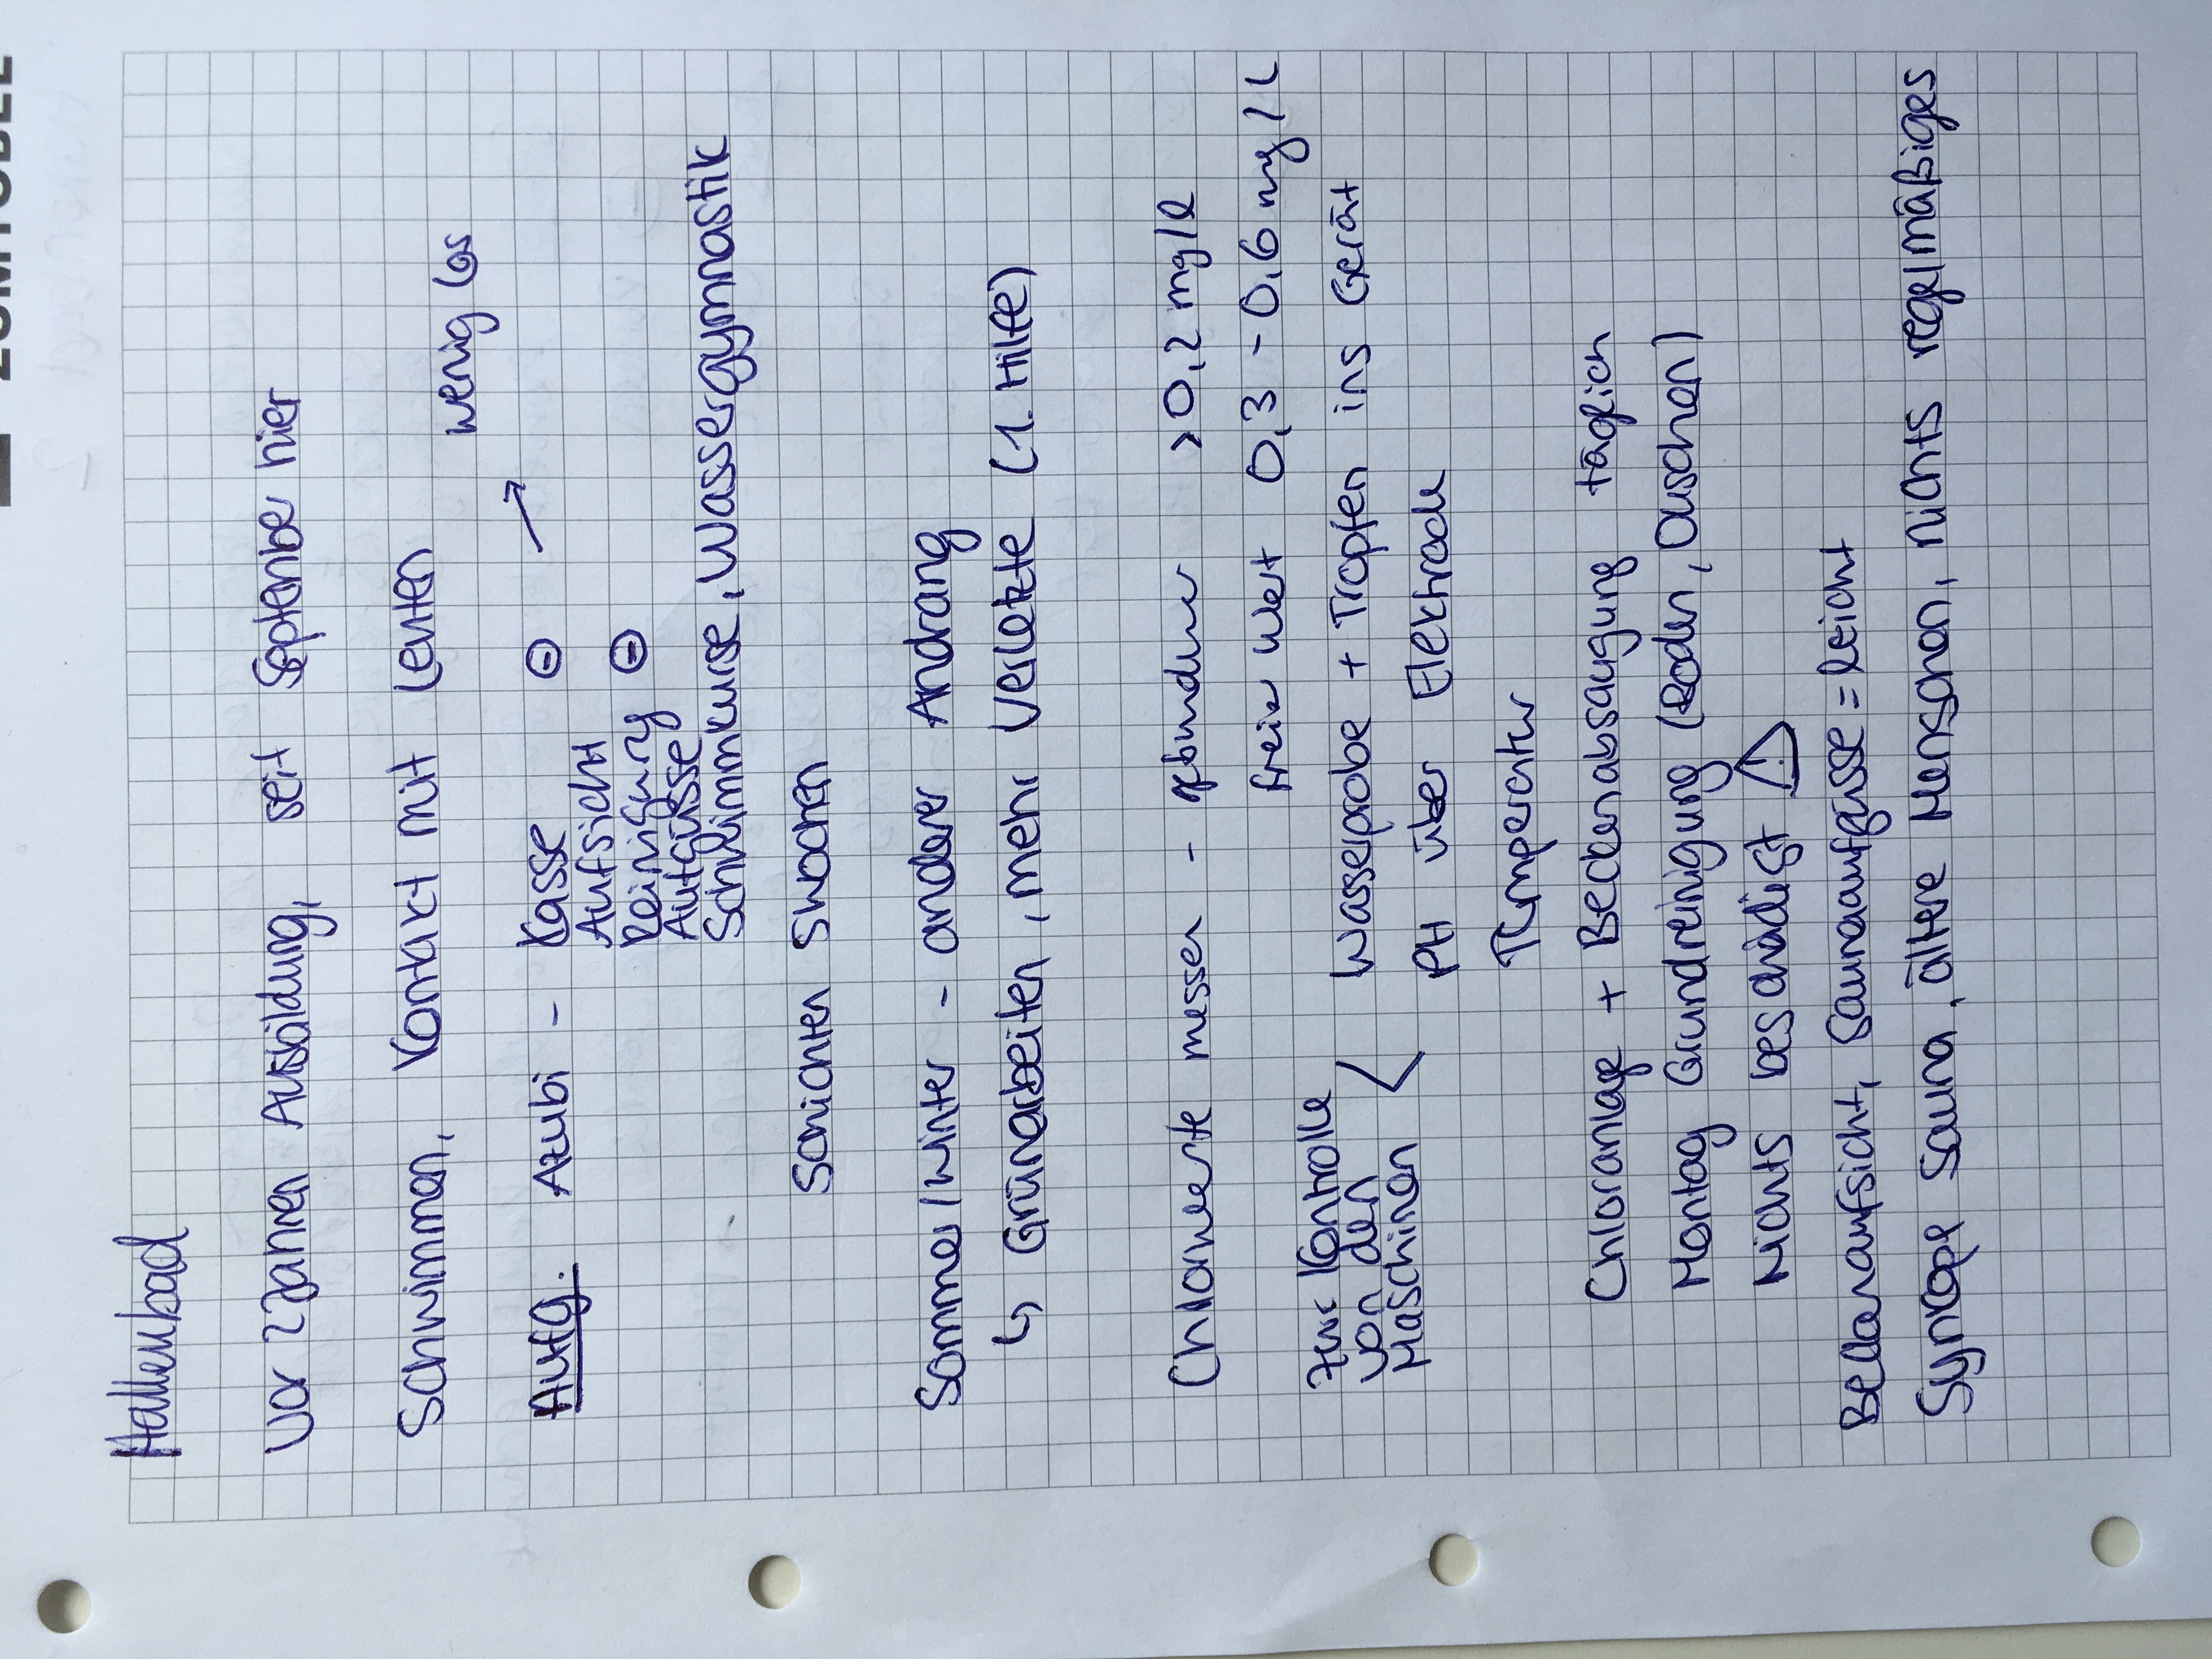 ZUMTOBEL
Hallenbad
Vor 2 Jahren Ausbildung, seit September hier
Schwimmen, Kontakt mit Leuten
wenig los
Aufg. Azubi - Kasse ⊖ →
Aufsicht
Reinigung ⊖
Aufgüsse
Schwimmkurse, Wassergymnastik
Schichten 5 Wochen
Sommer/Winter - anderer Andrang
↳ Grünarbeiten, mehr Verletzte (1. Hilfe)
Chlorwerte messen - gebundener >0,2 mg/l
freier Wert 0,3 - 0,6 mg/l
Zur Kontrolle
von den
Maschinen
< Wasserprobe + Tropfen ins Gerät
PH über Elektrode
Temperatur
Chloranlage + Beckenabsaugung täglich
Montag Grundreinigung (Boden, Duschen)
Nichts beschädigt ⚠
Beckenaufsicht, Saunaaufgüsse = leicht
Synkope Sauna, ältere Menschen, nichts regelmäßiges